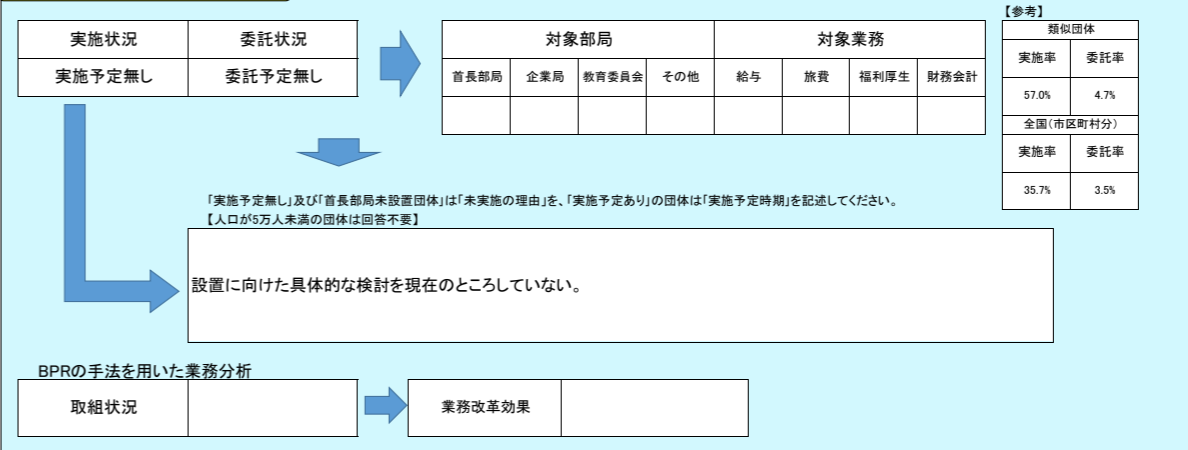 【参考】
実施状況 委託状況
実施予定無し 委託予定無し
対象部局 対象業務
首長部局 企業局 教育委員会 その他 給与 旅費 福利厚生 財務会計
類似団体
実施率 委託率
57.0% 4.7%
全国(市区町村分)
実施率 委託率
35.7% 3.5%
「実施予定無し」及び「首長部局未設置団体」は「未実施の理由」を、「実施予定あり」の団体は「実施予定時期」を記述してください。
【人口が5万人未満の団体は回答不要】
設置に向けた具体的な検討を現在のところしていない。
BPRの手法を用いた業務分析
取組状況
業務改革効果